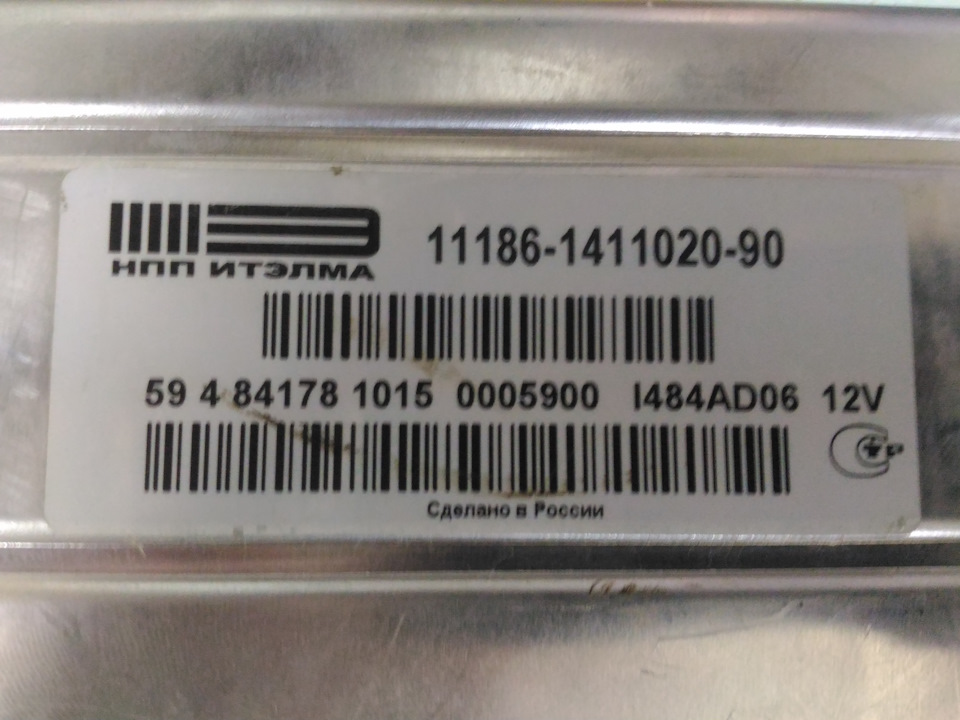 НПП ИТЭЛМА
11186-1411020-90
59 4 84178 1015 0005900 I484AD06 12V
Сделано в России